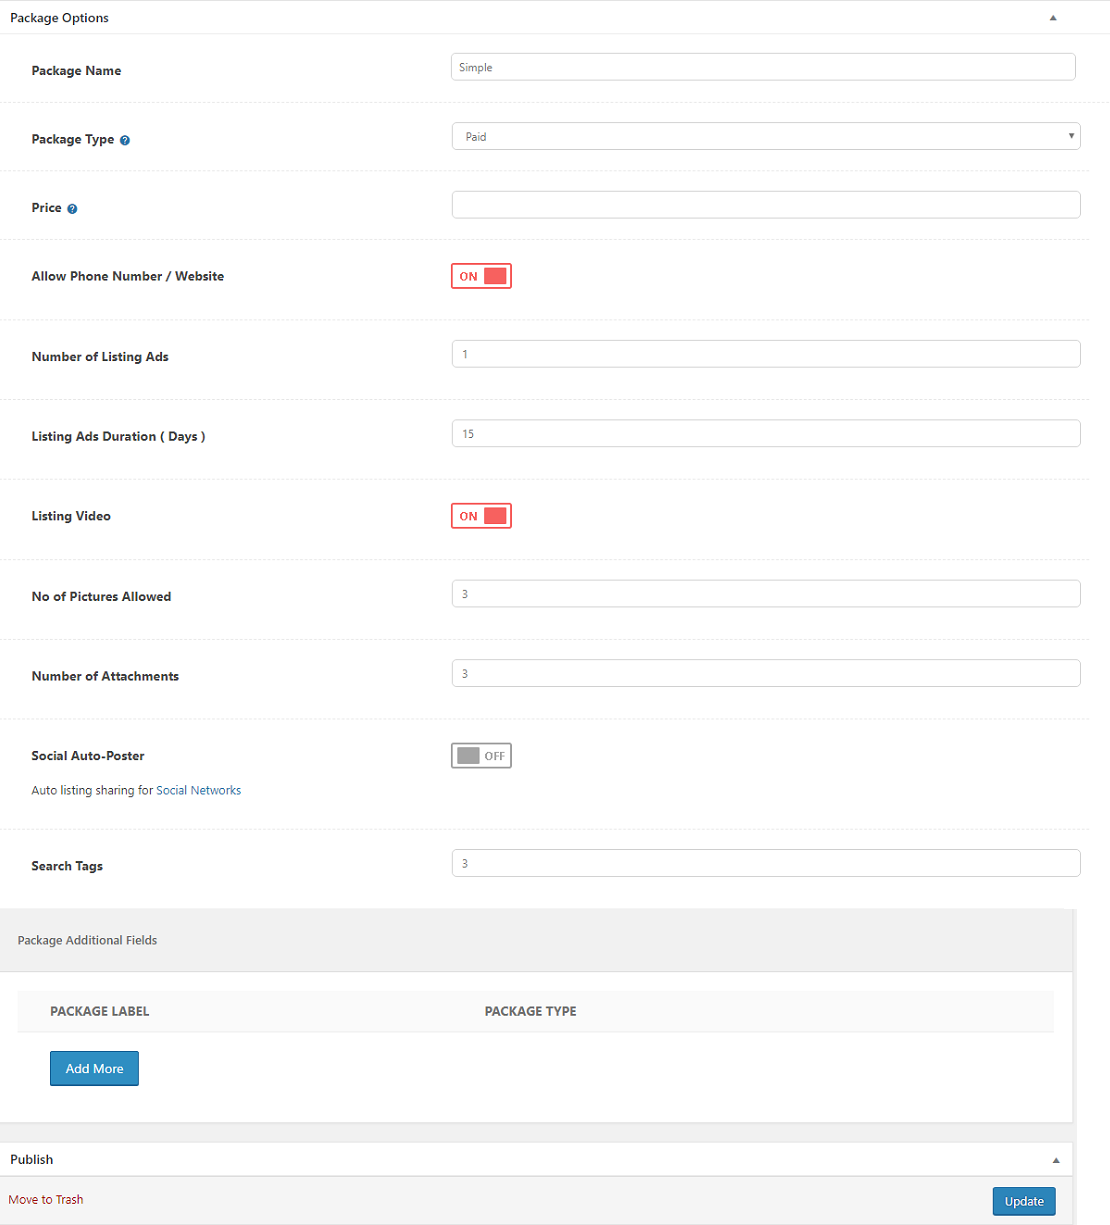 Package Options
Package Name
Simple
Package Type ?
Paid
Price ?
Allow Phone Number / Website
ON
Number of Listing Ads
1
Listing Ads Duration ( Days )
15
Listing Video
ON
No of Pictures Allowed
3
Number of Attachments
3
Social Auto-Poster
OFF
Auto listing sharing for Social Networks
Search Tags
3
Package Additional Fields
PACKAGE LABEL PACKAGE TYPE
Add More
Publish
Move to Trash
Update